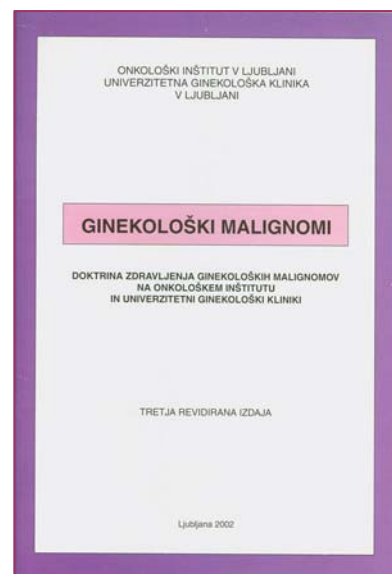 ONKOLOŠKI INŠTITUT V LJUBLJANI
UNIVERZITETNA GINEKOLOŠKA KLINIKA
V LJUBLJANI
GINEKOLOŠKI MALIGNOMI
DOKTRINA ZDRAVLJENJA GINEKOLOŠKIH MALIGNOMOV
NA ONKOLOŠKEM INŠTITUTU
IN UNIVERZITETNI GINEKOLOŠKI KLINIKI
TRETJA REVIDIRANA IZDAJA
Ljubljana 2002